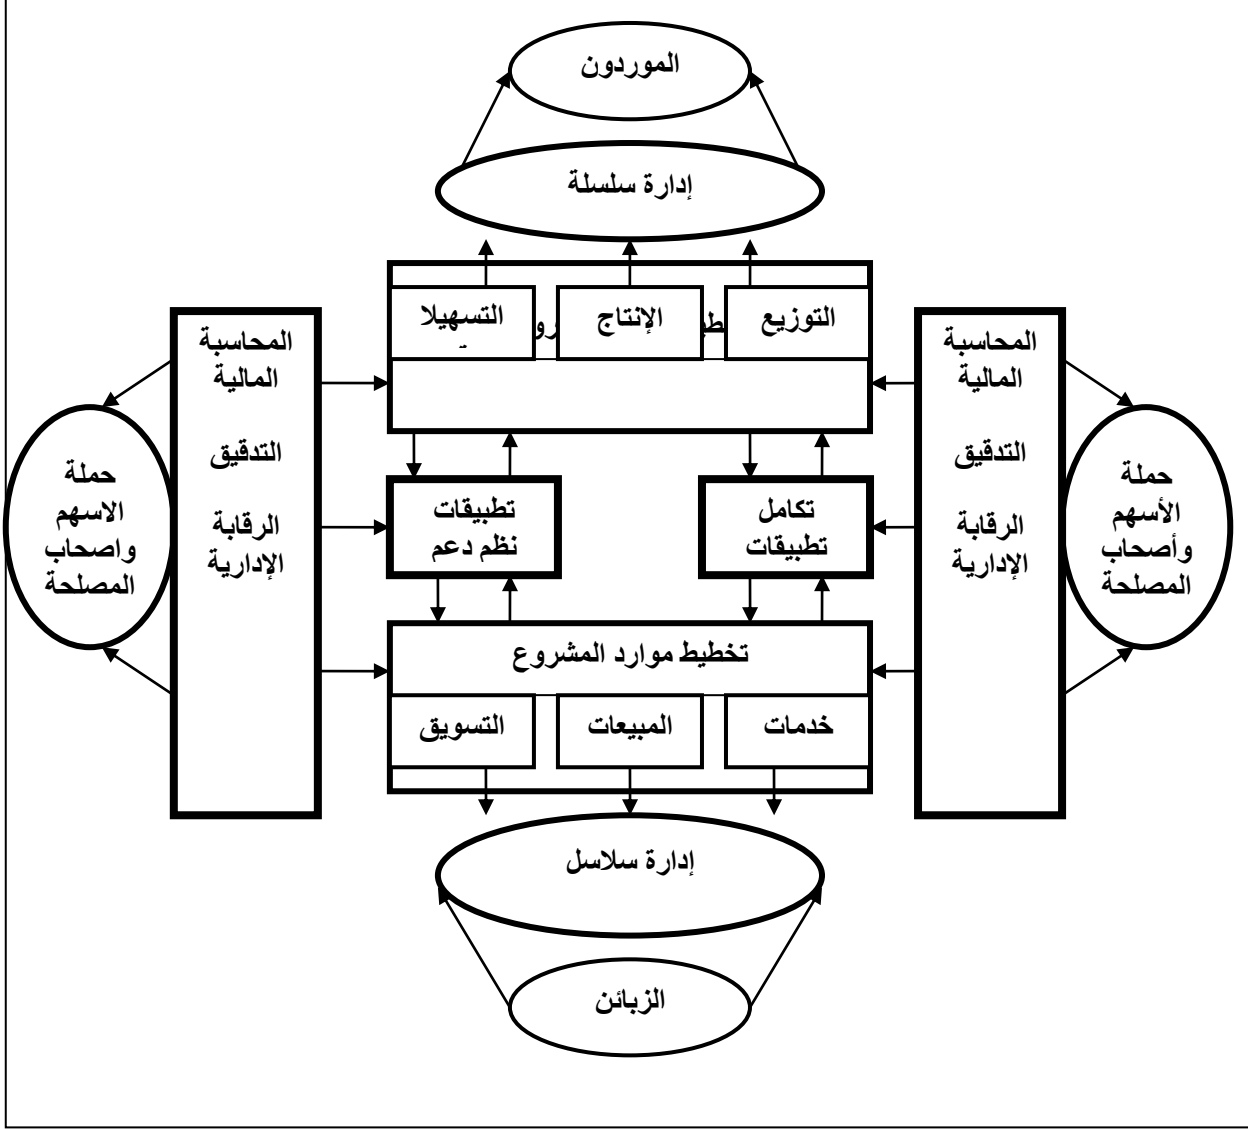 الموردون
إدارة سلسلة
التسهيلا
الإنتاج
التوزيع
المحاسبة
المالية
التدقيق
الرقابة
الإدارية
المحاسبة
المالية
التدقيق
الرقابة
الإدارية
حملة
الاسهم
واصحاب
المصلحة
حملة
الأسهم
وأصحاب
المصلحة
تطبيقات
نظم دعم
تكامل
تطبيقات
تخطيط موارد المشروع
التسويق
المبيعات
خدمات
إدارة سلاسل
الزبائن